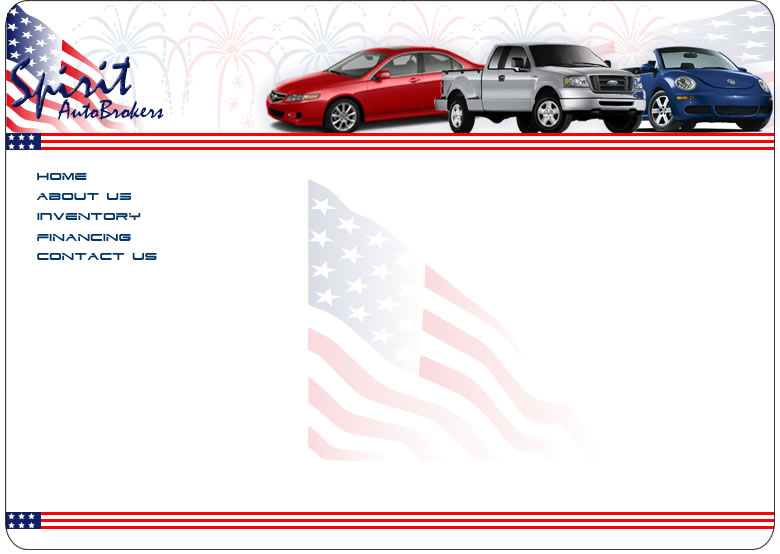 Spirit
AutoBrokers
HOME
ABOUT US
INVENTORY
FINANCING
CONTACT US